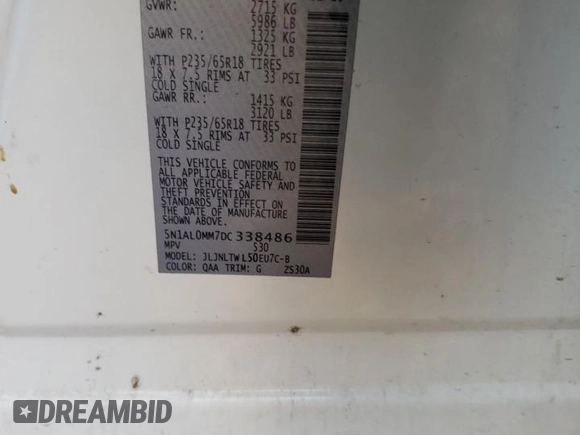 GVWR: 2715 KG
5986 LB
GAWR FR.: 1325 KG
2921 LB
WITH P235/65R18 TIRES
18 X 7.5 RIMS AT 33 PSI
COLD SINGLE
GAWR RR.: 1415 KG
3120 LB
WITH P235/65R18 TIRES
18 X 7.5 RIMS AT 33 PSI
COLD SINGLE
THIS VEHICLE CONFORMS TO
ALL APPLICABLE FEDERAL
MOTOR VEHICLE SAFETY AND
THEFT PREVENTION
STANDARDS IN EFFECT ON
THE DATE OF MANUFACTURE
SHOWN ABOVE.
5N1AL0MM7DC338486
MPV 530
MODEL: JLJNLTWL50EU7C-B
COLOR: QAA TRIM: G ZS30A
DREAMBID